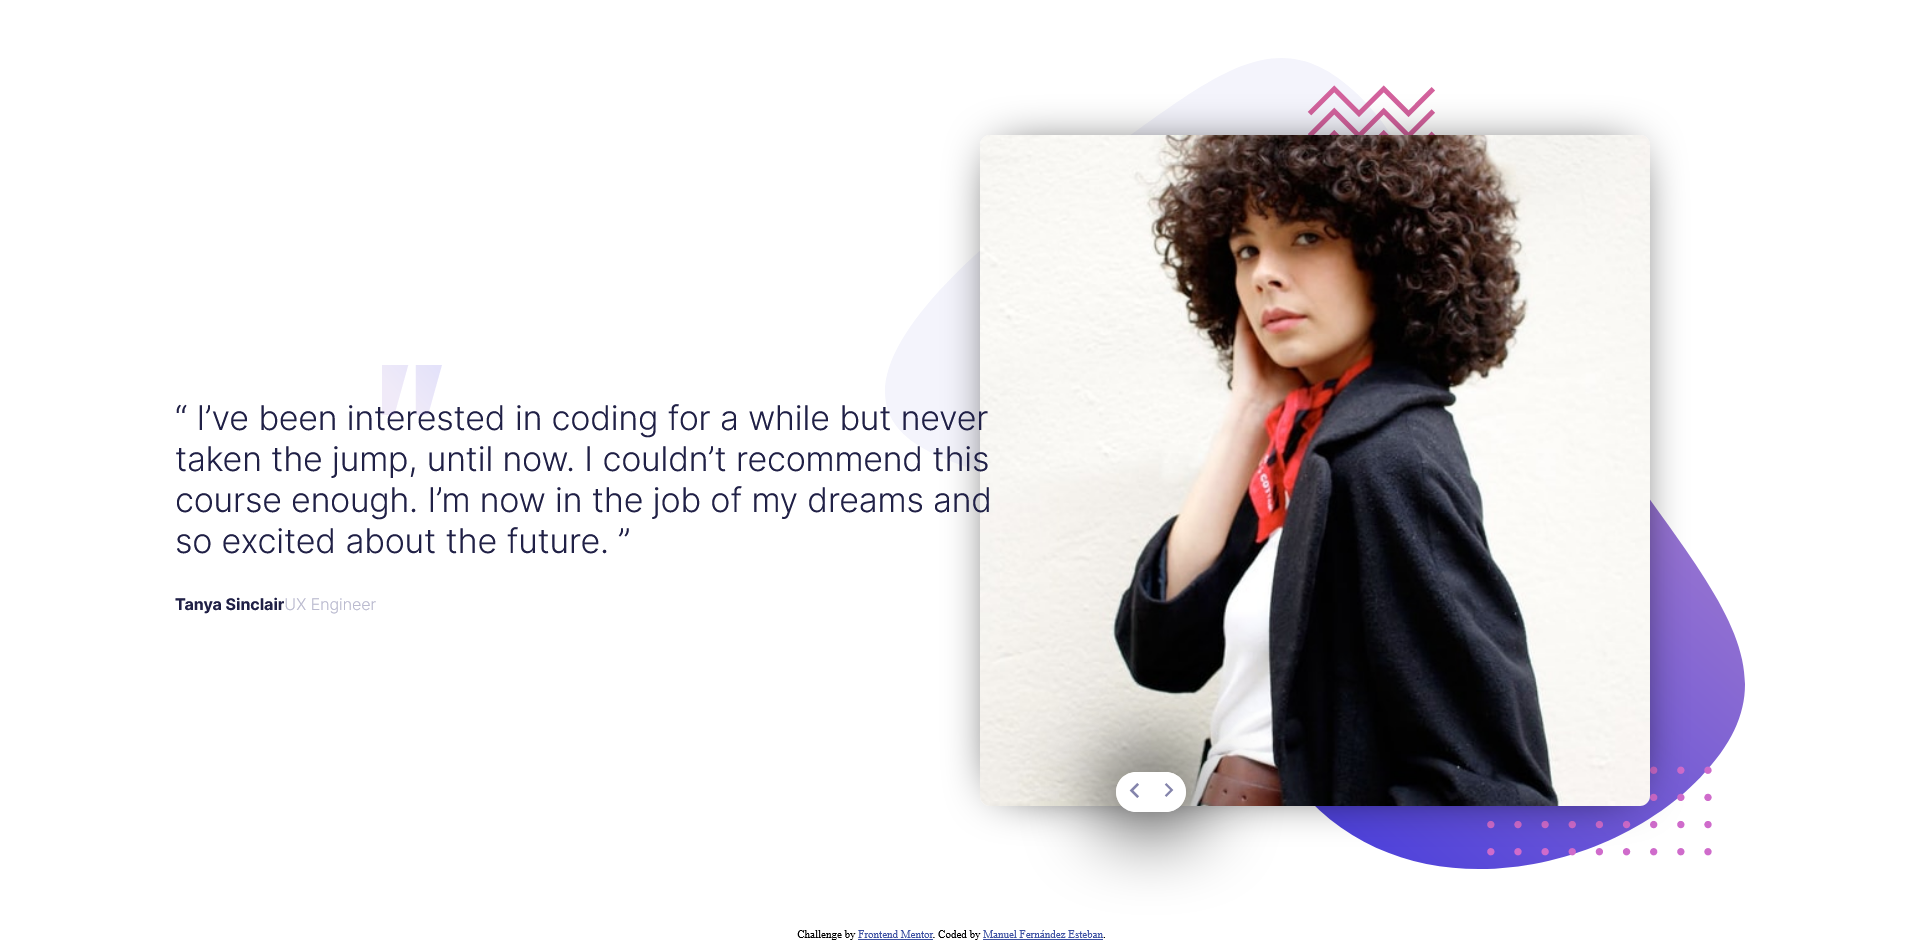 “ I’ve been interested in coding for a while but never
taken the jump, until now. I couldn’t recommend this
course enough. I’m now in the job of my dreams and
so excited about the future. ”
Tanya SinclairUX Engineer
Challenge by Frontend Mentor. Coded by Manuel Fernández Esteban.